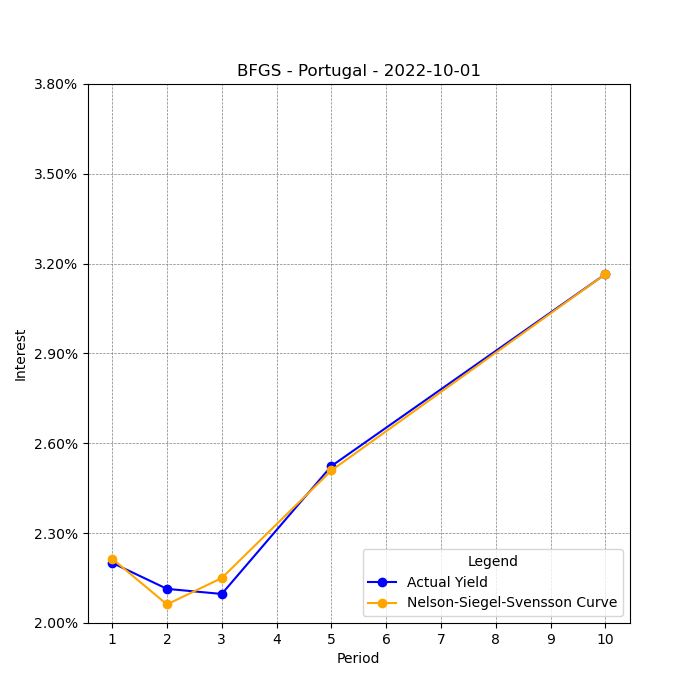 BFGS - Portugal - 2022-10-01
3.80%
3.50%
3.20%
2.90%
2.60%
2.30%
2.00%
Interest
Legend
Actual Yield
Nelson-Siegel-Svensson Curve
1 2 3 4 5 6 7 8 9 10
Period